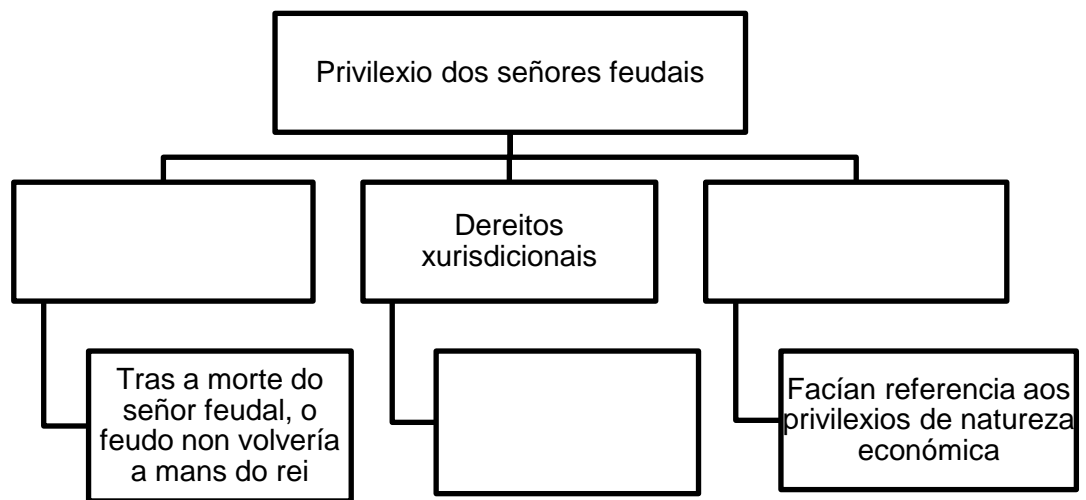 Privilexio dos señores feudais
Dereitos
xurisdicionais
Tras a morte do
señor feudal, o
feudo non volvería
a mans do rei
Facían referencia aos
privilexios de natureza
económica